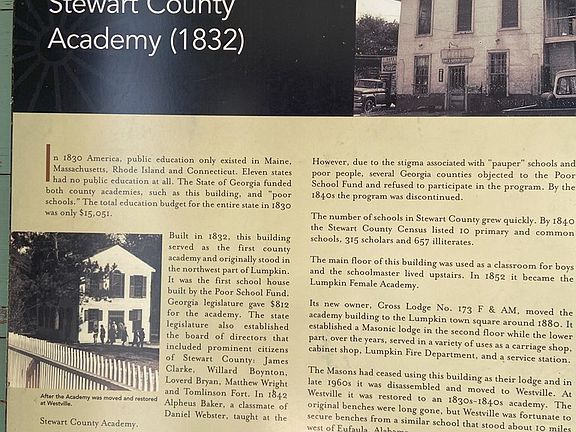 Stewart County
Academy (1832)
In 1830 America, public education only existed in Maine,
Massachusetts, Rhode Island and Connecticut. Eleven states
had no public education at all. The State of Georgia funded
both county academies, such as this building, and "poor
schools." The total education budget for the entire state in 1830
was only $15,051.
Built in 1832, this building
served as the first county
academy and originally stood in
the northwest part of Lumpkin.
It was the first school house
built by the Poor School Fund.
Georgia legislature gave $812
for the academy. The state
legislature also established
the board of directors that
included prominent citizens
of Stewart County: James
Clarke, Willard Boynton,
Loverd Bryan, Matthew Wright
and Tomlinson Fort. In 1842
Alpheus Baker, a classmate of
Daniel Webster, taught at the
Stewart County Academy.
After the Academy was moved and restored
at Westville.
However, due to the stigma associated with "pauper" schools and
poor people, several Georgia counties objected to the Poor
School Fund and refused to participate in the program. By the
1840s the program was discontinued.
The number of schools in Stewart County grew quickly. By 1840
the Stewart County Census listed 10 primary and common
schools, 315 scholars and 657 illiterates.
The main floor of this building was used as a classroom for boys
and the schoolmaster lived upstairs. In 1852 it became the
Lumpkin Female Academy.
Its new owner, Cross Lodge No. 173 F & AM, moved the
academy building to the Lumpkin town square around 1880. It
established a Masonic lodge in the second floor while the lower
part, over the years, served in a variety of uses as a carriage shop,
cabinet shop, Lumpkin Fire Department, and a service station.
The Masons had ceased using this building as their lodge and in
late 1960s it was disassembled and moved to Westville. At
Westville it was restored to an 1830s-1840s academy. The
original benches were long gone, but Westville was fortunate to
secure benches from a similar school that stood about 10 miles
west of Eufaula, Alabama.